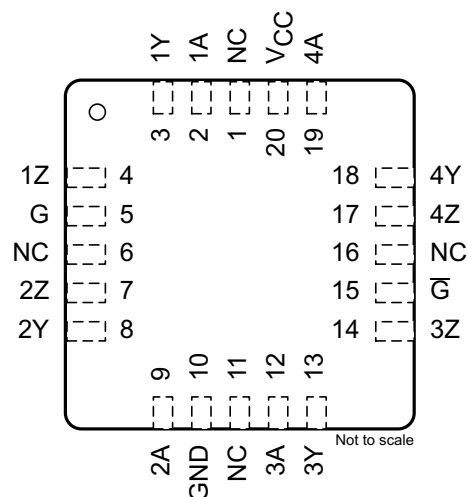 1Y 1A NC VCC 4A
3 2 1 20 19
1Z 4 18 4Y
G 5 17 4Z
NC 6 16 NC
2Z 7 15 G̅
2Y 8 14 3Z
9 10 11 12 13
2A GND NC 3A 3Y
Not to scale